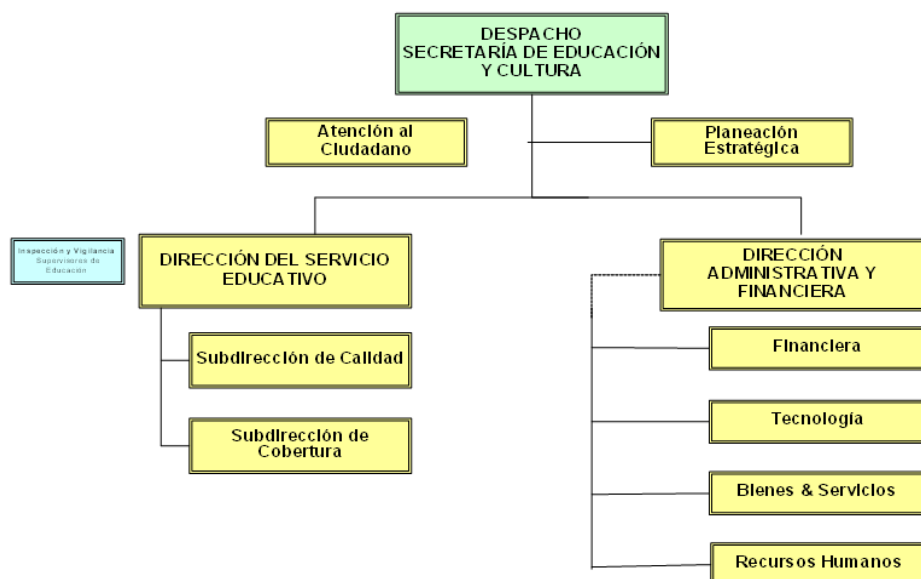 DESPACHO
SECRETARÍA DE EDUCACIÓN
Y CULTURA
Atención al
Ciudadano
Planeación
Estratégica
Inspección y Vigilancia
Supervisores de
Educación
DIRECCIÓN DEL SERVICIO
EDUCATIVO
DIRECCIÓN
ADMINISTRATIVA Y
FINANCIERA
Subdirección de Calidad
Subdirección de
Cobertura
Financiera
Tecnología
Bienes & Servicios
Recursos Humanos